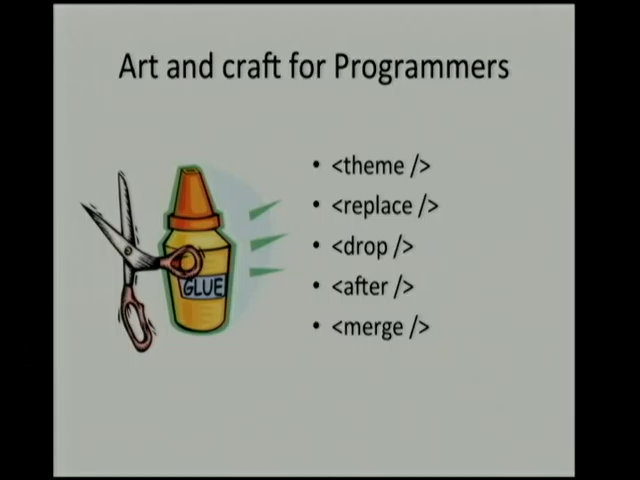 Art and craft for Programmers
GLUE
• <theme />
• <replace />
• <drop />
• <after />
• <merge />